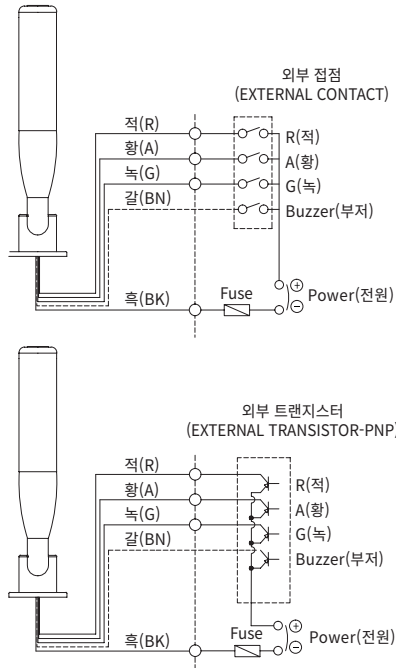 외부 접점
(EXTERNAL CONTACT)
적(R)
R(적)
황(A)
A(황)
녹(G)
G(녹)
갈(BN)
Buzzer(부저)
Fuse
⊕
Power(전원)
⊖
흑(BK)
외부 트랜지스터
(EXTERNAL TRANSISTOR-PNP)
적(R)
R(적)
황(A)
A(황)
녹(G)
G(녹)
갈(BN)
Buzzer(부저)
Fuse
⊕
Power(전원)
⊖
흑(BK)